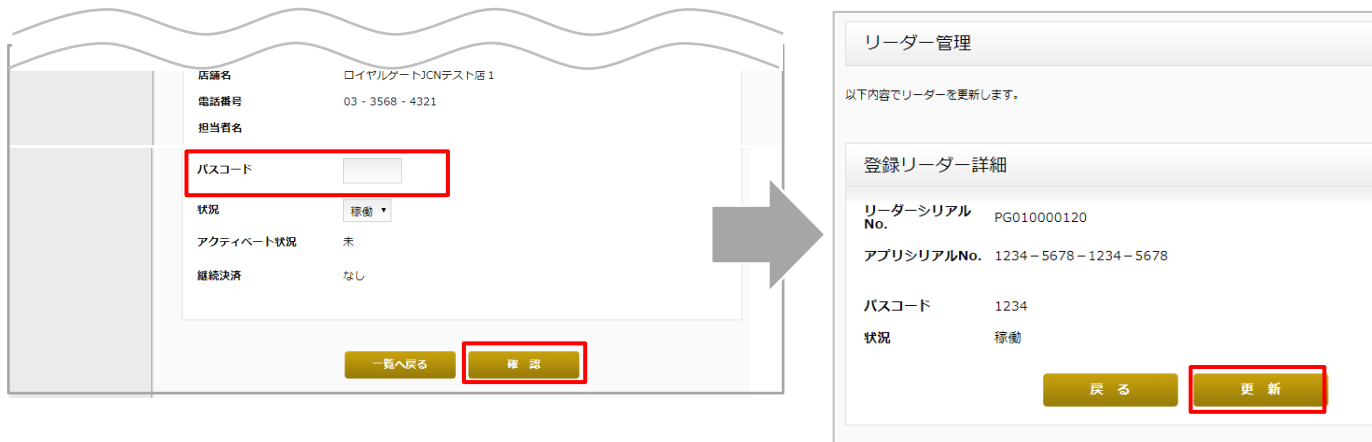 店舗名 ロイヤルゲートJCNテスト店1
電話番号 03 - 3568 - 4321
担当者名
パスコード
状況 稼働
アクティベート状況 未
継続決済 なし
一覧へ戻る 確 認
リーダー管理
以下内容でリーダーを更新します。
登録リーダー詳細
リーダーシリアル
No. PG010000120
アプリシリアルNo. 1234-5678-1234-5678
パスコード 1234
状況 稼働
戻 る 更 新